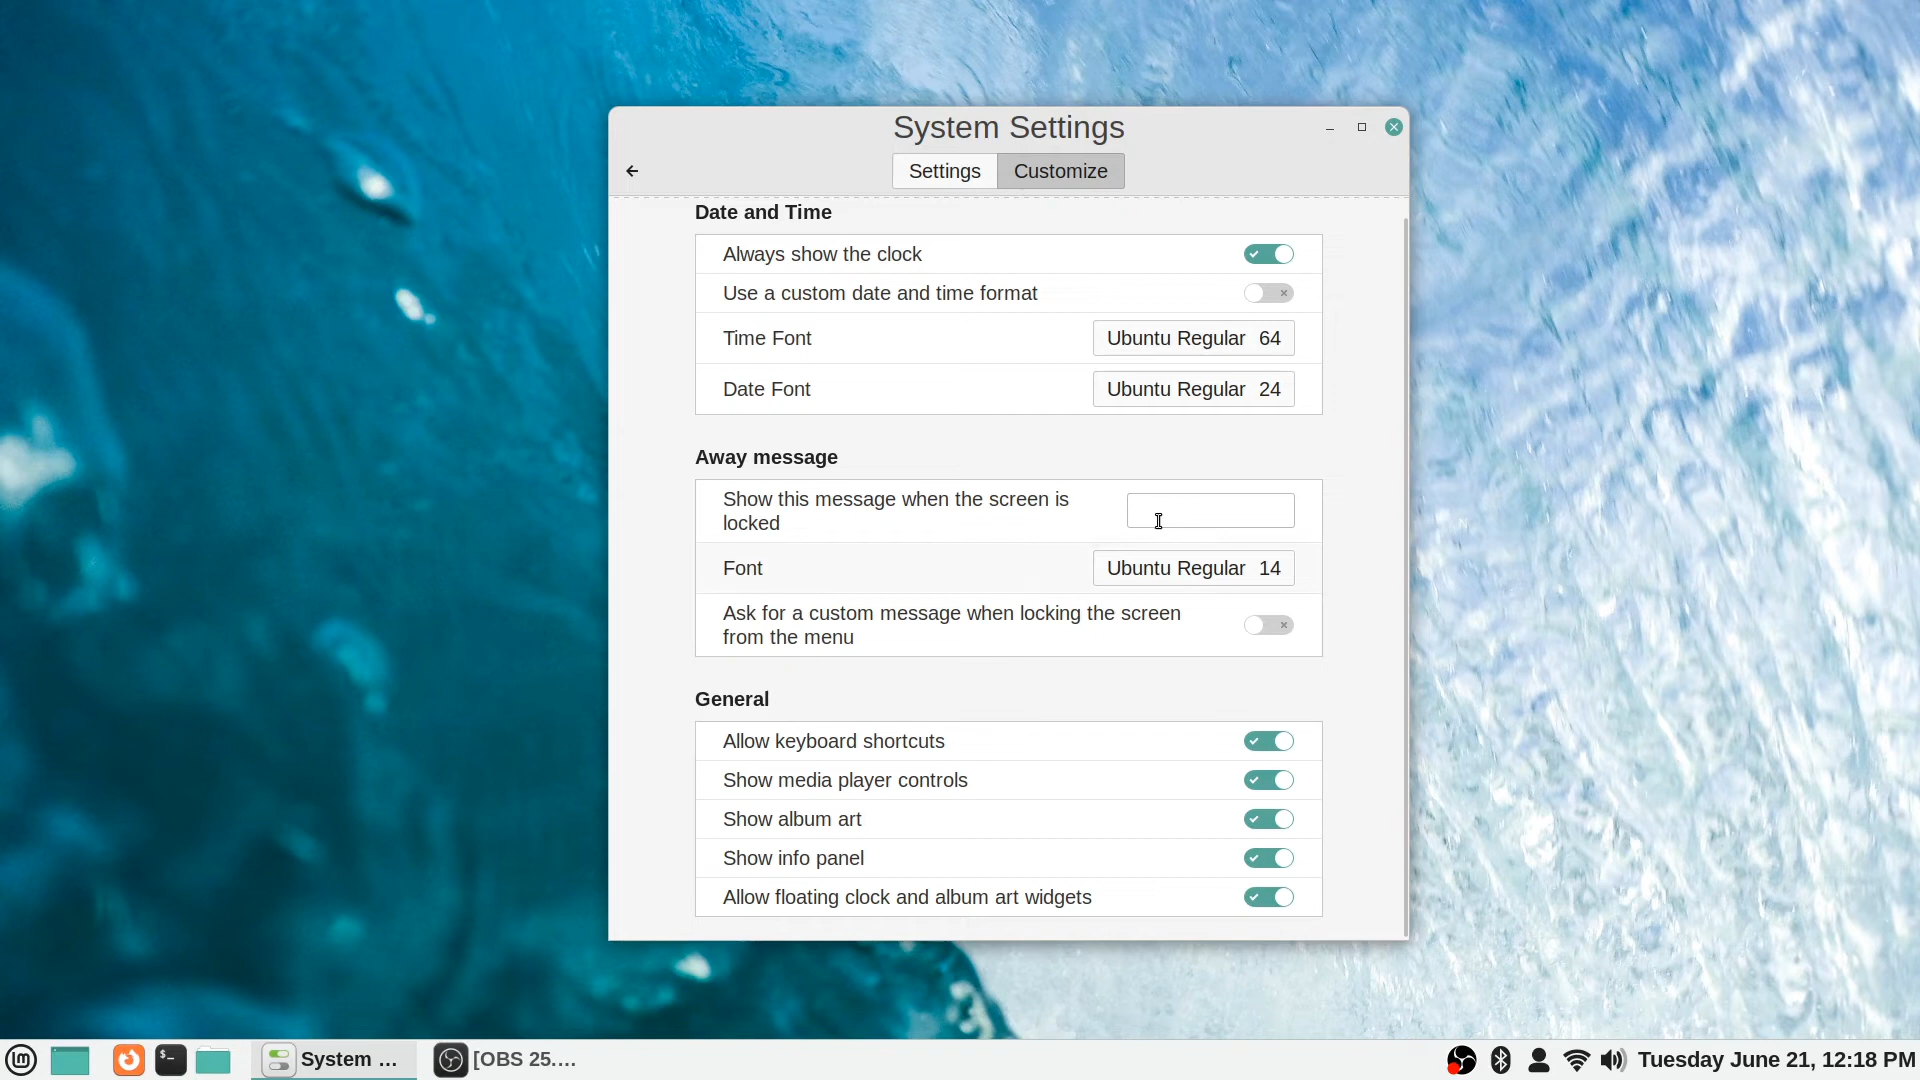 System Settings
Settings
Customize
Date and Time
Always show the clock
Use a custom date and time format
Time Font
Ubuntu Regular 64
Date Font
Ubuntu Regular 24
Away message
Show this message when the screen is
locked
Font
Ubuntu Regular 14
Ask for a custom message when locking the screen
from the menu
General
Allow keyboard shortcuts
Show media player controls
Show album art
Show info panel
Allow floating clock and album art widgets
$_
System ...
[OBS 25....
Tuesday June 21, 12:18 PM